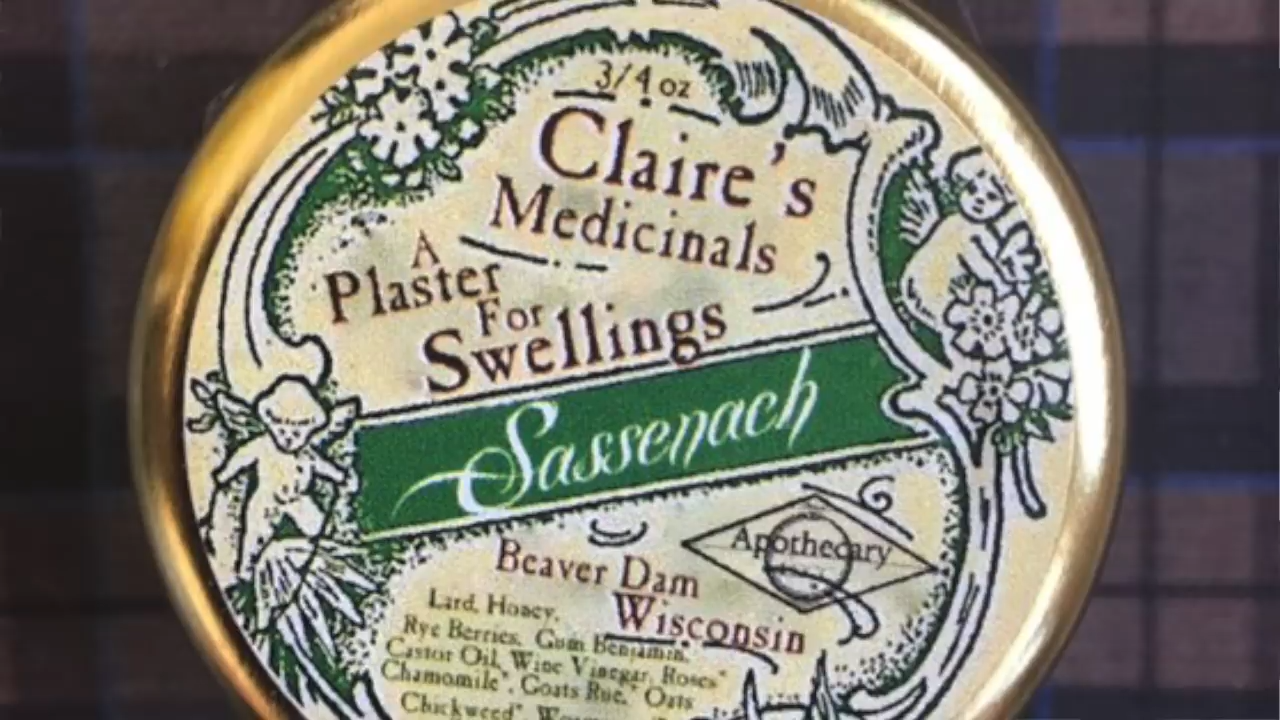 3/4 oz
Claire's
Medicinals
A
Plaster
For
Swellings
Sassenach
Apothecary
Beaver Dam
Wisconsin
Lard, Honey,
Rye Berries, Gum Benjamin,
Castor Oil, Wine Vinegar, Roses*
Chamomile*, Goats Rue,* Oats
Chickweed*,